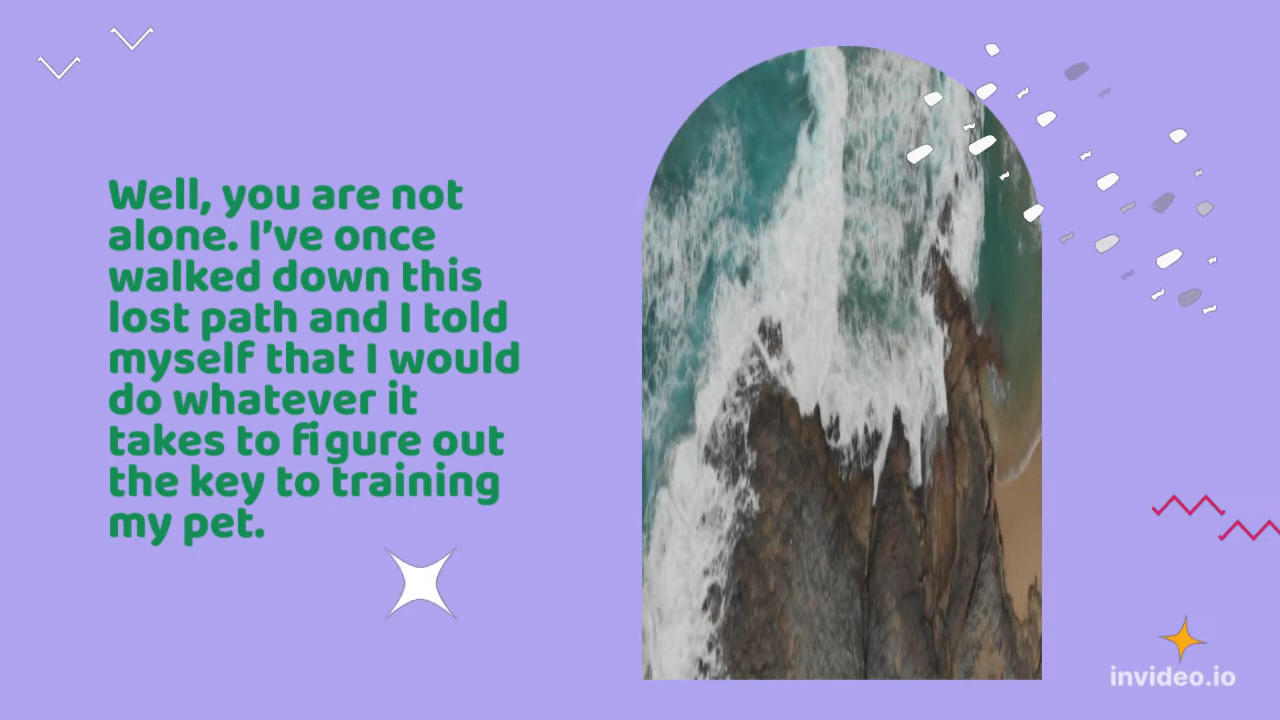 Well, you are not
alone. I've once
walked down this
lost path and I told
myself that I would
do whatever it
takes to figure out
the key to training
my pet.
invideo.io